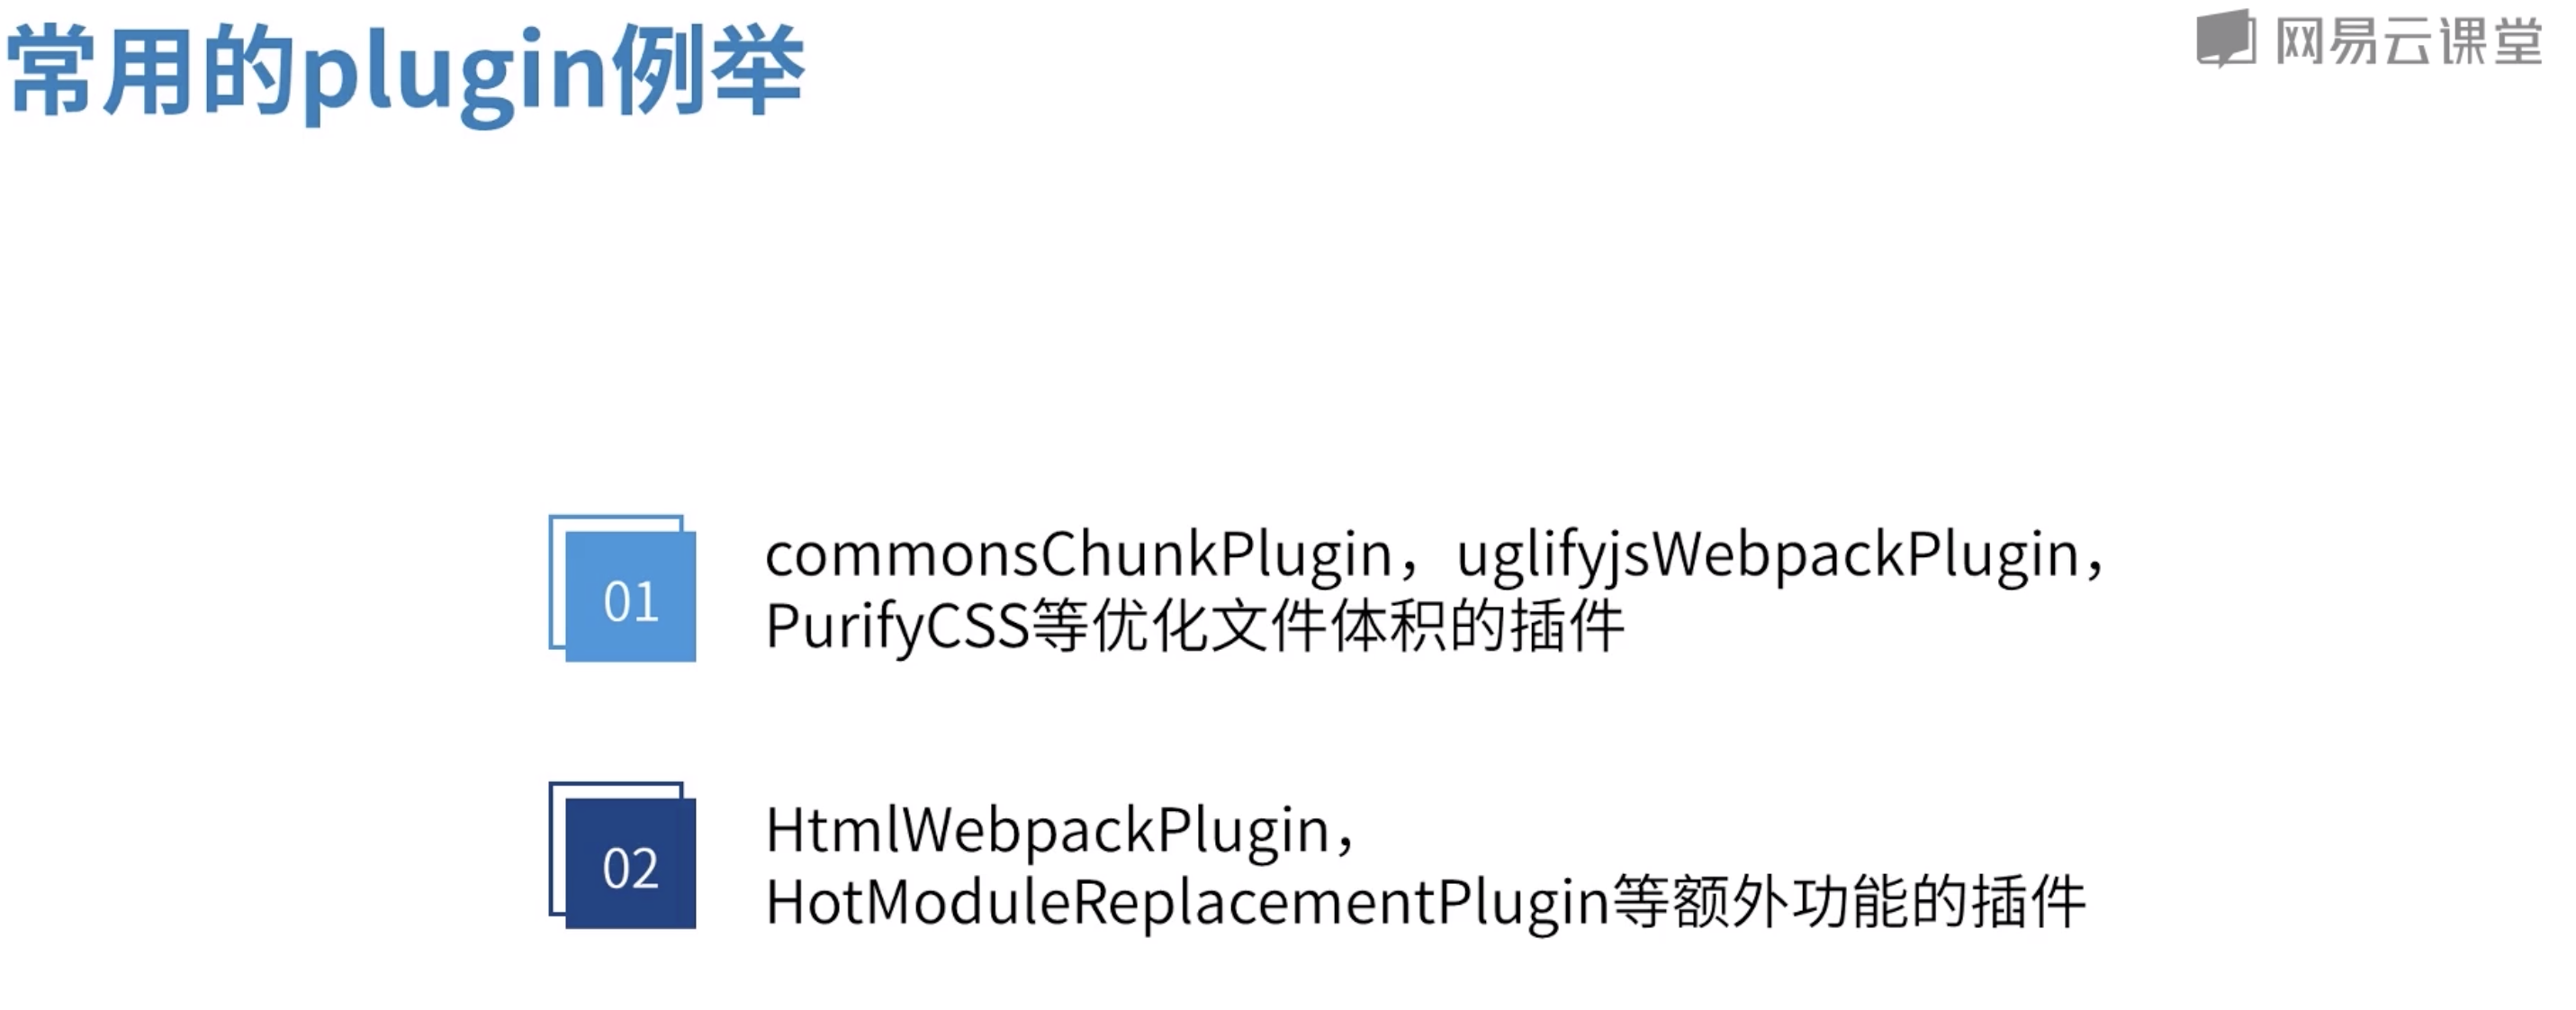 常用的plugin例举
网易云课堂
01
commonsChunkPlugin，uglifyjsWebpackPlugin，
PurifyCSS等优化文件体积的插件
02
HtmlWebpackPlugin，
HotModuleReplacementPlugin等额外功能的插件